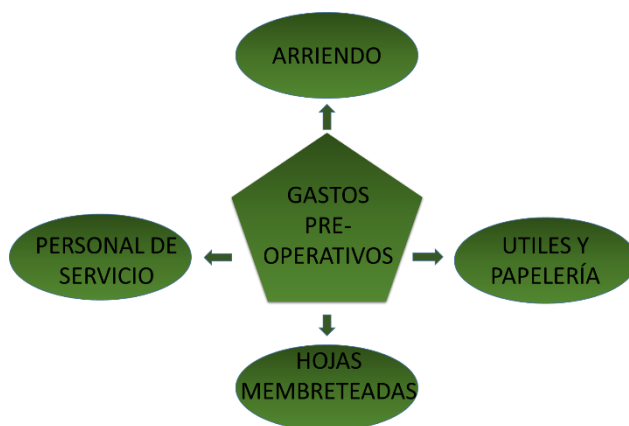 ARRIENDO
GASTOS
PRE-
OPERATIVOS
PERSONAL DE
SERVICIO
UTILES Y
PAPELERÍA
HOJAS
MEMBRETEADAS